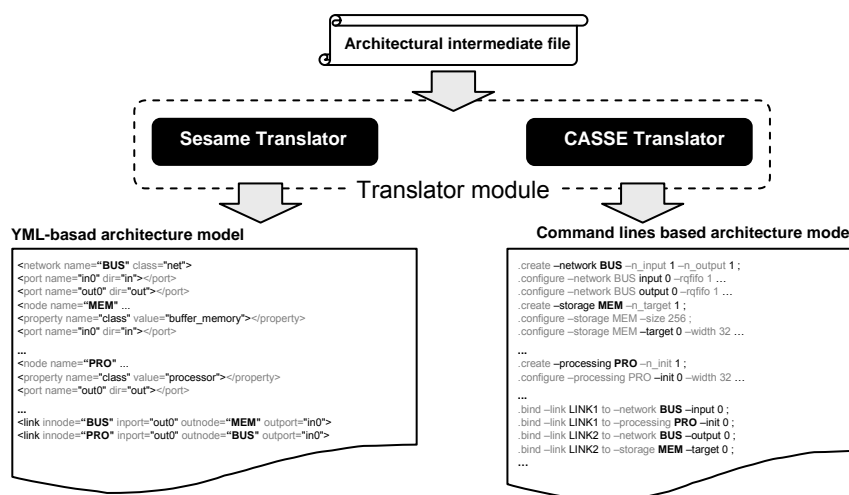 Architectural intermediate file
Sesame Translator
CASSE Translator
Translator module
YML-basad architecture model
<network name="BUS" class="net">
<port name="in0" dir="in"></port>
<port name="out0" dir="out"></port>
<node name="MEM" ...
<property name="class" value="buffer_memory"></property>
<port name="in0" dir="in"></port>
...
<node name="PRO" ...
<property name="class" value="processor"></property>
<port name="out0" dir="out"></port>
...
<link innode="BUS" inport="out0" outnode="MEM" outport="in0">
<link innode="PRO" inport="out0" outnode="BUS" outport="in0">
Command lines based architecture mode
.create –network BUS –n_input 1 –n_output 1 ;
.configure –network BUS input 0 –rqfifo 1 ...
.configure –network BUS output 0 –rqfifo 1 ...
.create –storage MEM –n_target 1 ;
.configure –storage MEM –size 256 ;
.configure –storage MEM –target 0 –width 32 ...
...
.create –processing PRO –n_init 1 ;
.configure –processing PRO –init 0 –width 32 ...
...
.bind –link LINK1 to –network BUS –input 0 ;
.bind –link LINK1 to –processing PRO –init 0 ;
.bind –link LINK2 to –network BUS –output 0 ;
.bind –link LINK2 to –storage MEM –target 0 ;
...